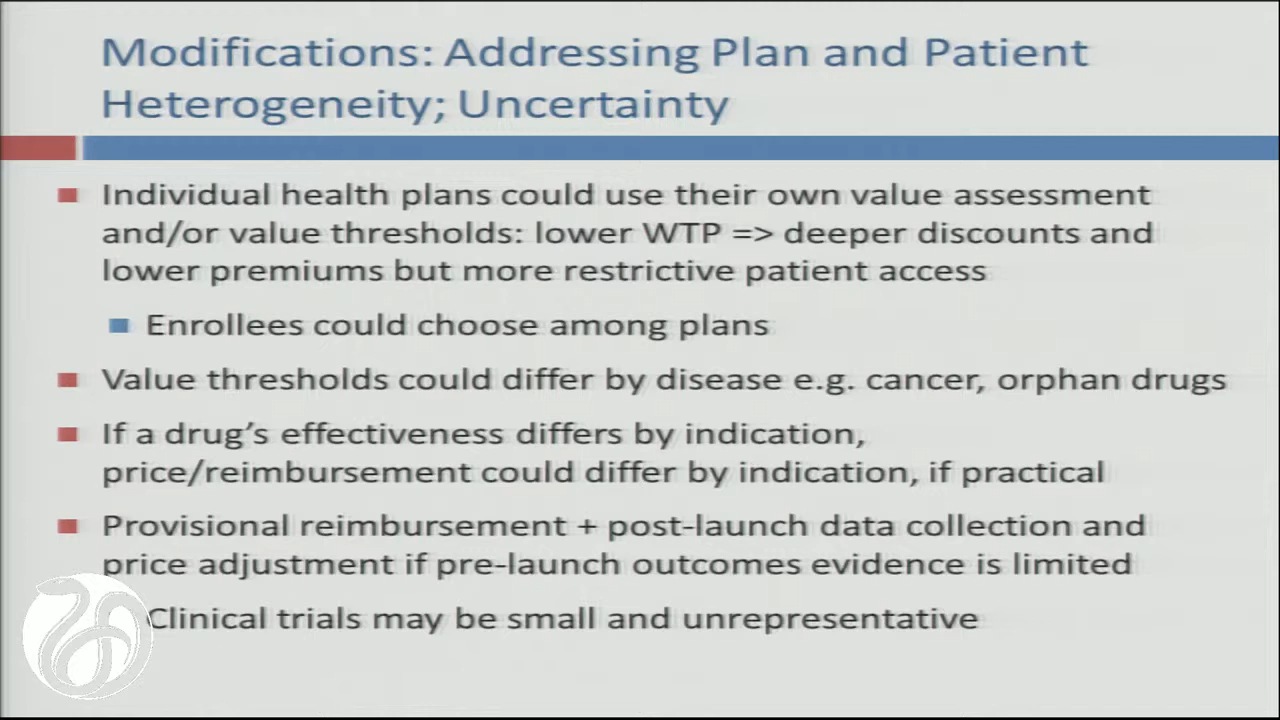 Modifications: Addressing Plan and Patient
Heterogeneity; Uncertainty
Individual health plans could use their own value assessment
and/or value thresholds: lower WTP => deeper discounts and
lower premiums but more restrictive patient access
Enrollees could choose among plans
Value thresholds could differ by disease e.g. cancer, orphan drugs
If a drug’s effectiveness differs by indication,
price/reimbursement could differ by indication, if practical
Provisional reimbursement + post-launch data collection and
price adjustment if pre-launch outcomes evidence is limited
Clinical trials may be small and unrepresentative